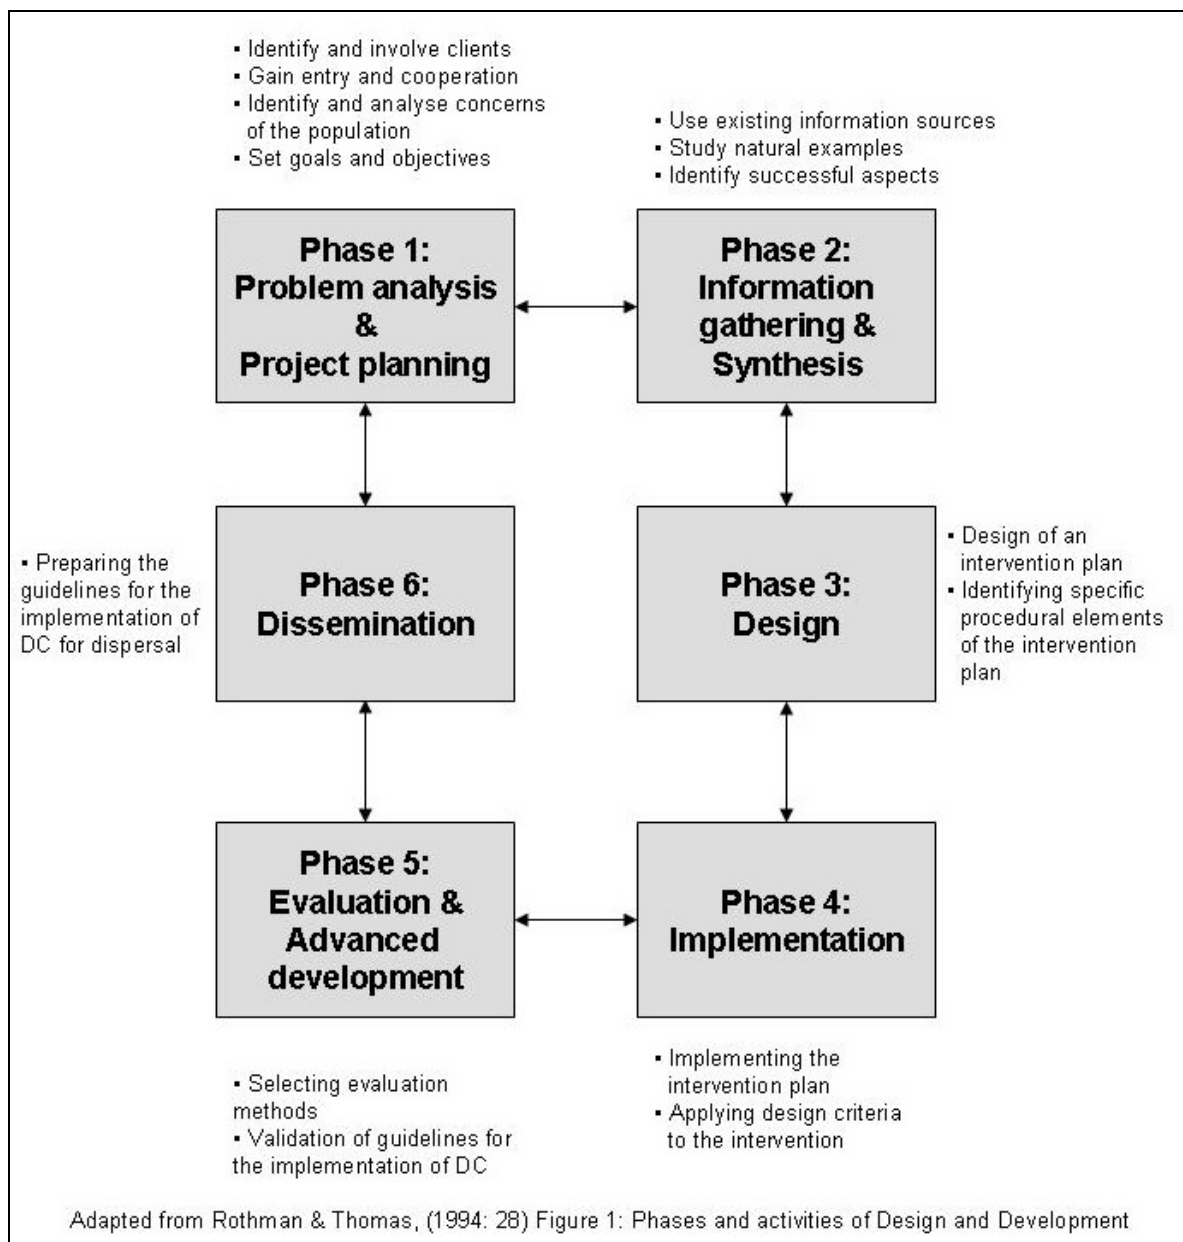 ▪ Identify and involve clients
▪ Gain entry and cooperation
▪ Identify and analyse concerns
of the population
▪ Set goals and objectives
▪ Use existing information sources
▪ Study natural examples
▪ Identify successful aspects
Phase 1:
Problem analysis
&
Project planning
Phase 2:
Information
gathering &
Synthesis
▪ Preparing the
guidelines for the
implementation of
DC for dispersal
Phase 6:
Dissemination
Phase 3:
Design
▪ Design of an
intervention plan
▪ Identifying specific
procedural elements
of the intervention
plan
Phase 5:
Evaluation &
Advanced
development
Phase 4:
Implementation
▪ Selecting evaluation
methods
▪ Validation of guidelines for
the implementation of DC
▪ Implementing the
intervention plan
▪ Applying design criteria
to the intervention
Adapted from Rothman & Thomas, (1994: 28) Figure 1: Phases and activities of Design and Development